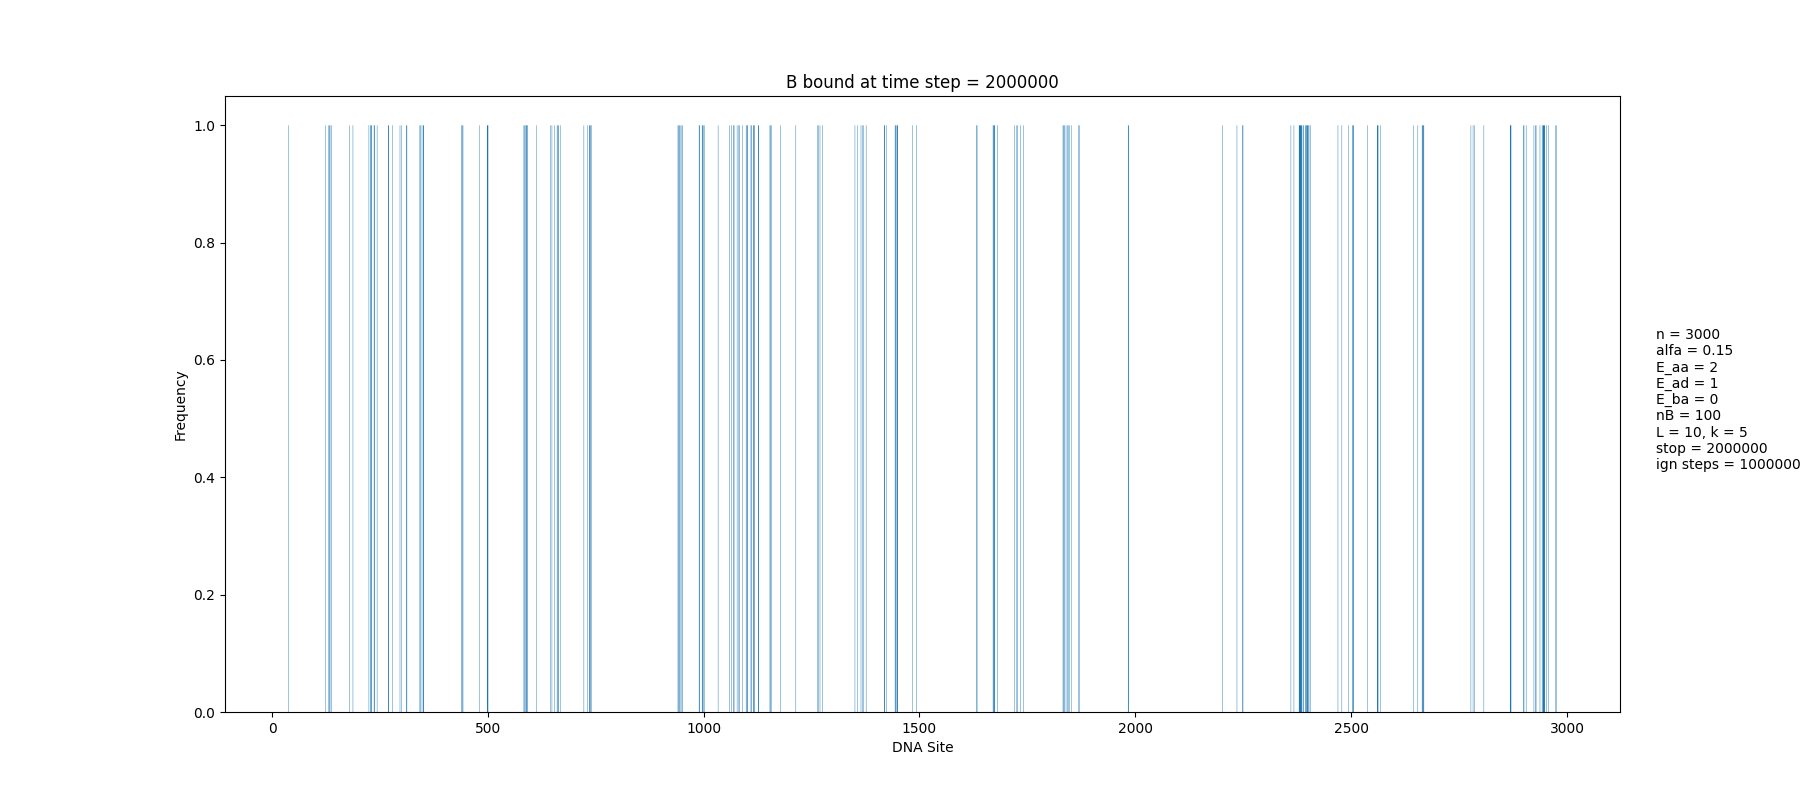 B bound at time step = 2000000
1.0
0.8
0.6
0.4
0.2
0.0
Frequency
0 500 1000 1500 2000 2500 3000
DNA Site
n = 3000
alfa = 0.15
E_aa = 2
E_ad = 1
E_ba = 0
nB = 100
L = 10, k = 5
stop = 2000000
ign steps = 1000000